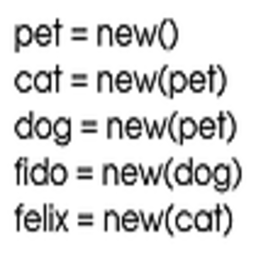 pet = new()
cat = new(pet)
dog = new(pet)
fido = new(dog)
felix = new(cat)